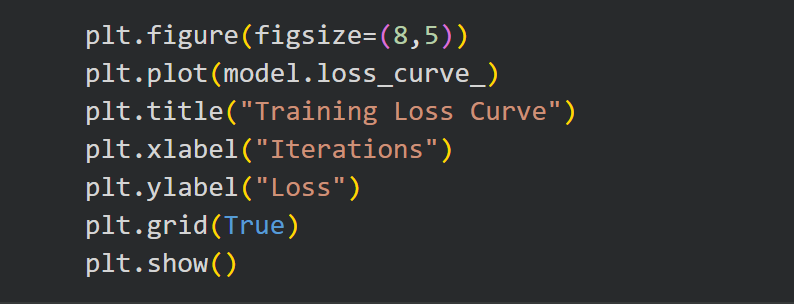 plt.figure(figsize=(8,5))
plt.plot(model.loss_curve_)
plt.title("Training Loss Curve")
plt.xlabel("Iterations")
plt.ylabel("Loss")
plt.grid(True)
plt.show()